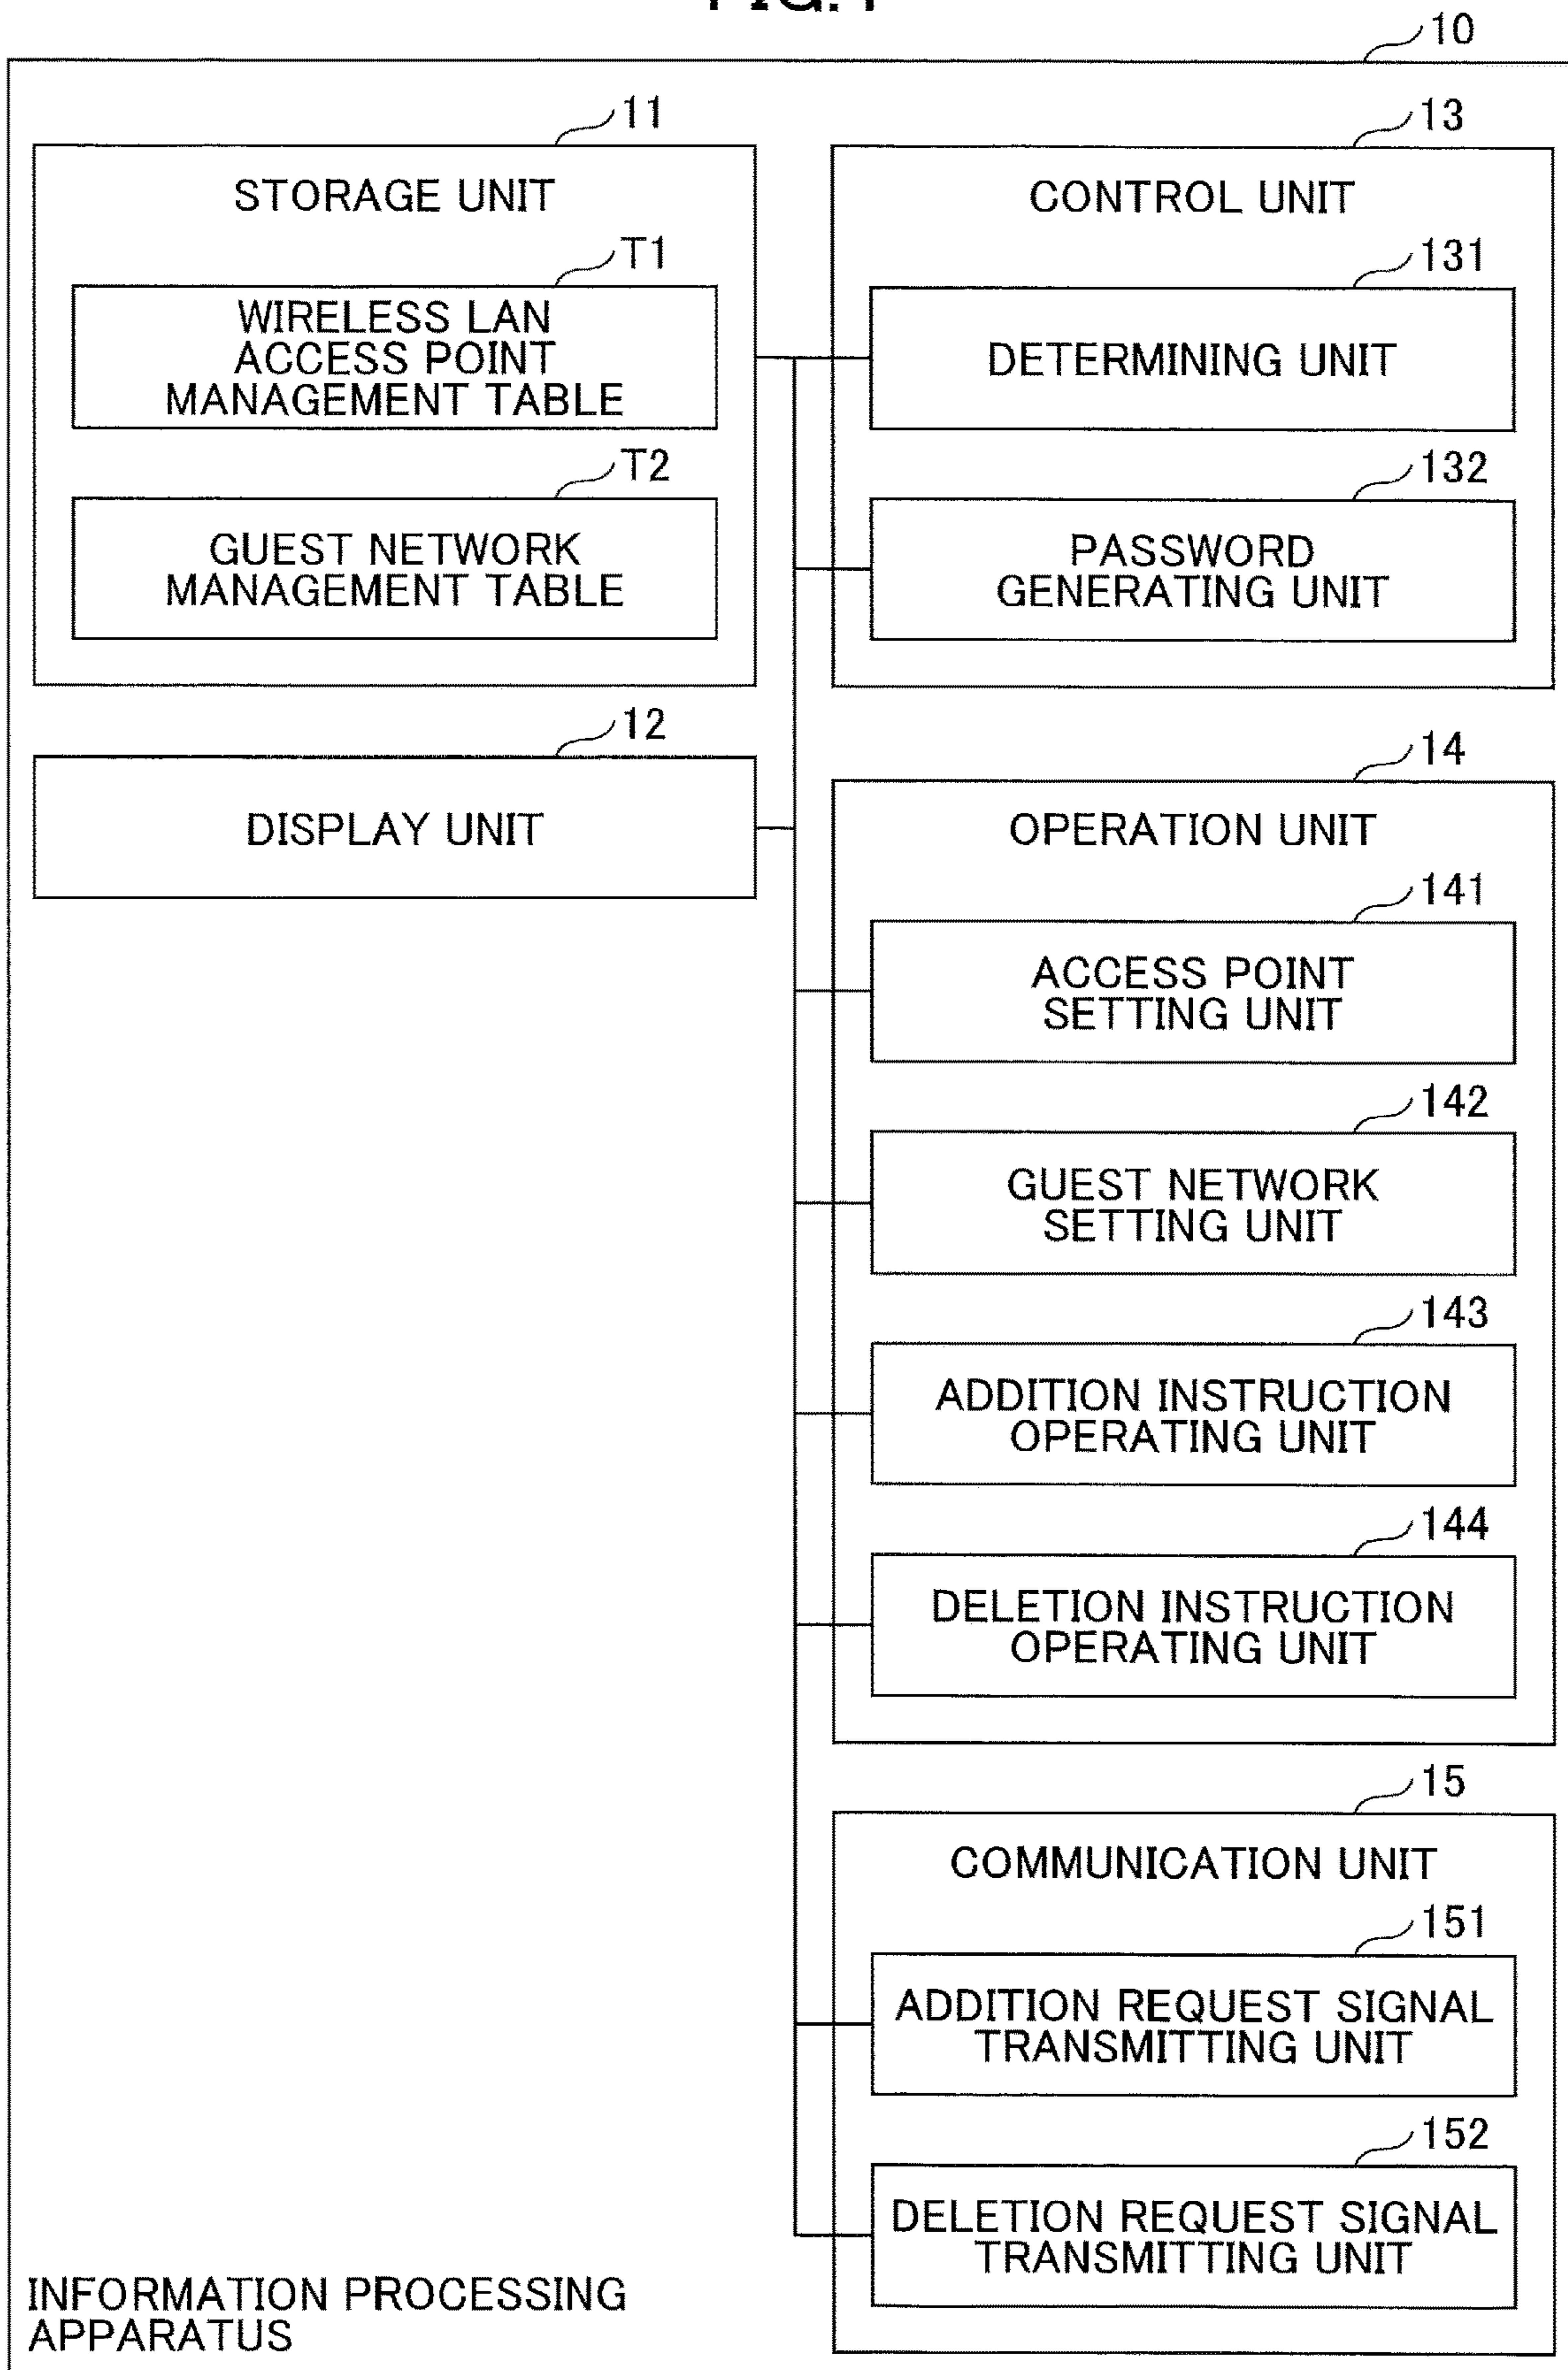 10
11
STORAGE UNIT
T1
WIRELESS LAN
ACCESS POINT
MANAGEMENT TABLE
T2
GUEST NETWORK
MANAGEMENT TABLE
12
DISPLAY UNIT
13
CONTROL UNIT
131
DETERMINING UNIT
132
PASSWORD
GENERATING UNIT
14
OPERATION UNIT
141
ACCESS POINT
SETTING UNIT
142
GUEST NETWORK
SETTING UNIT
143
ADDITION INSTRUCTION
OPERATING UNIT
144
DELETION INSTRUCTION
OPERATING UNIT
15
COMMUNICATION UNIT
151
ADDITION REQUEST SIGNAL
TRANSMITTING UNIT
152
DELETION REQUEST SIGNAL
TRANSMITTING UNIT
INFORMATION PROCESSING
APPARATUS